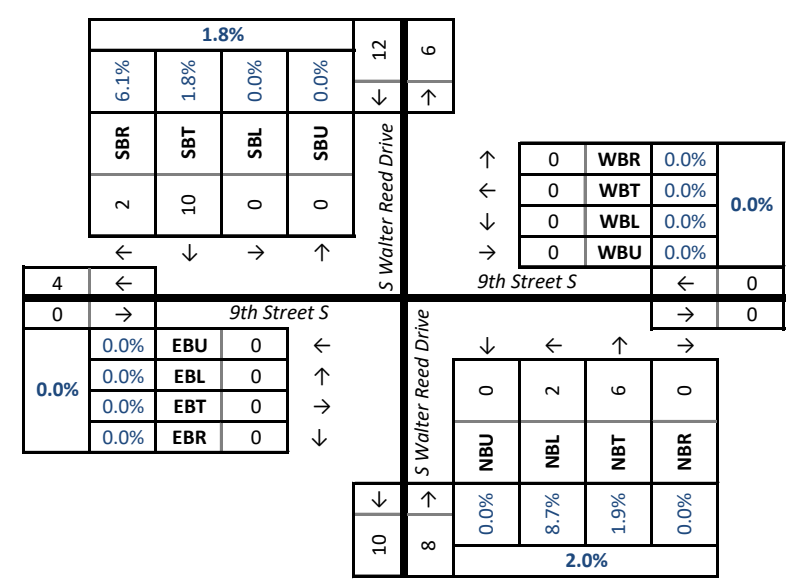 1.8%
12 6
6.1% 1.8% 0.0% 0.0%
↓ ↑
SBR SBT SBL SBU
2 10 0 0
← ↓ → ↑
S Walter Reed Drive
↑ 0 WBR 0.0%
← 0 WBT 0.0%
↓ 0 WBL 0.0%
→ 0 WBU 0.0%
0.0%
4 ←
9th Street S
← 0
0 →
9th Street S
→ 0
0.0%
0.0% EBU 0 ←
0.0% EBL 0 ↑
0.0% EBT 0 →
0.0% EBR 0 ↓
S Walter Reed Drive
↓ ← ↑ →
0 2 6 0
NBU NBL NBT NBR
0.0% 8.7% 1.9% 0.0%
↓ ↑
10 8
2.0%